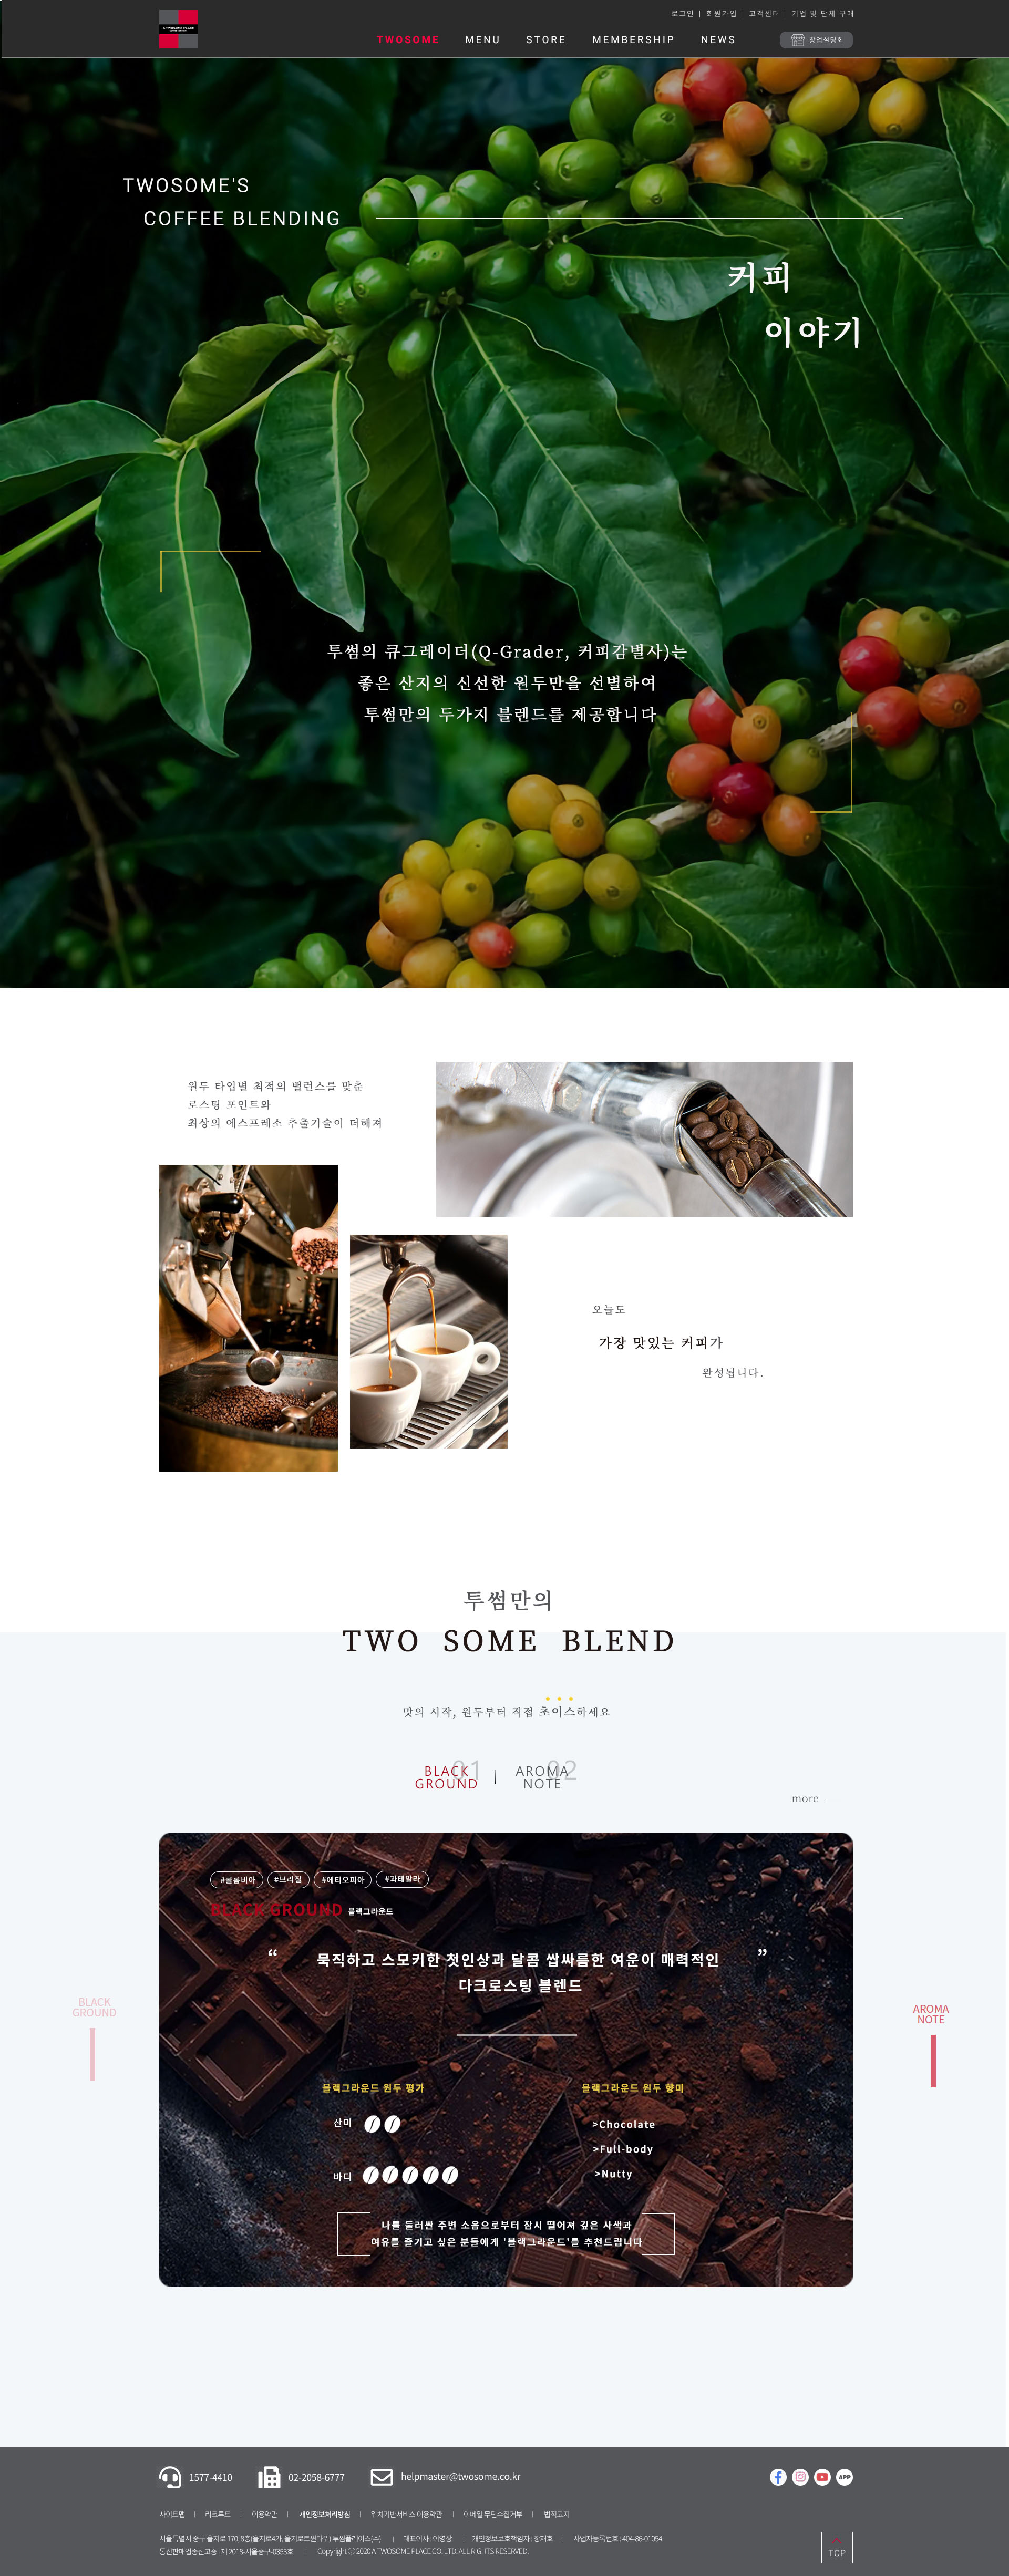 로그인 | 회원가입 | 고객센터 | 기업 및 단체 구매
A TWOSOME PLACE
TWOSOME MENU STORE MEMBERSHIP NEWS 창업설명회
TWOSOME'S
COFFEE BLENDING
커피
이야기
투썸의 큐그레이더(Q-Grader, 커피감별사)는
좋은 산지의 신선한 원두만을 선별하여
투썸만의 두가지 블렌드를 제공합니다
원두 타입별 최적의 밸런스를 맞춘
로스팅 포인트와
최상의 에스프레소 추출기술이 더해져
오늘도
가장 맛있는 커피가
완성됩니다.
투썸만의
TWO SOME BLEND
맛의 시작, 원두부터 직접 초이스하세요
01
BLACK
GROUND
|
02
AROMA
NOTE
more
#콜롬비아 #브라질 #에티오피아 #과테말라
BLACK GROUND 블랙그라운드
“ 묵직하고 스모키한 첫인상과 달콤 쌉싸름한 여운이 매력적인 ”
다크로스팅 블렌드
BLACK
GROUND
AROMA
NOTE
블랙그라운드 원두 평가
산미
바디
블랙그라운드 원두 향미
>Chocolate
>Full-body
>Nutty
나를 둘러싼 주변 소음으로부터 잠시 떨어져 깊은 사색과
여유를 즐기고 싶은 분들에게 '블랙그라운드'를 추천드립니다
1577-4410 02-2058-6777 helpmaster@twosome.co.kr APP
사이트맵 | 리크루트 | 이용약관 | 개인정보처리방침 | 위치기반서비스 이용약관 | 이메일 무단수집거부 | 법적고지
서울특별시 중구 을지로 170, 8층(을지로4가, 을지로트윈타워) 투썸플레이스(주) | 대표이사 : 이영상 | 개인정보보호책임자 : 장재호 | 사업자등록번호 : 404-86-01054
통신판매업종신고증 : 제 2018-서울중구-0353호 | Copyright ⓒ 2020 A TWOSOME PLACE CO. LTD. ALL RIGHTS RESERVED.
TOP